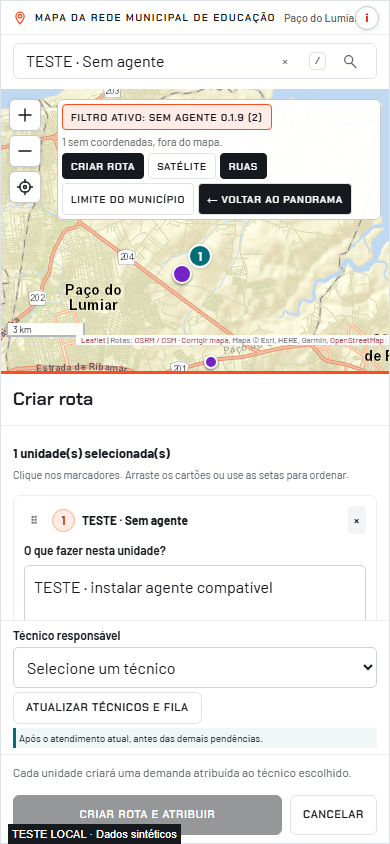 MAPA DA REDE MUNICIPAL DE EDUCAÇÃO Paço do Lumiar i
TESTE · Sem agente × /
203
+
FILTRO ATIVO: SEM AGENTE 0.1.9 (2)
1 sem coordenadas, fora do mapa.
−
CRIAR ROTA SATÉLITE RUAS
LIMITE DO MUNICÍPIO ← VOLTAR AO PANORAMA
204
1
202
Paço do
Lumiar
3 km
Leaflet | Rotas: OSRM / OSM · Corrigir mapa, Mapa © Esri, HERE, Garmin, OpenStreetMap
de F
Estrada de Ribamar
201
Criar rota
1 unidade(s) selecionada(s)
Clique nos marcadores. Arraste os cartões ou use as setas para ordenar.
1 TESTE · Sem agente ×
O que fazer nesta unidade?
TESTE · instalar agente compatível
Técnico responsável
Selecione um técnico
ATUALIZAR TÉCNICOS E FILA
Após o atendimento atual, antes das demais pendências.
Cada unidade criará uma demanda atribuída ao técnico escolhido.
CRIAR ROTA E ATRIBUIR CANCELAR
TESTE LOCAL · Dados sintéticos